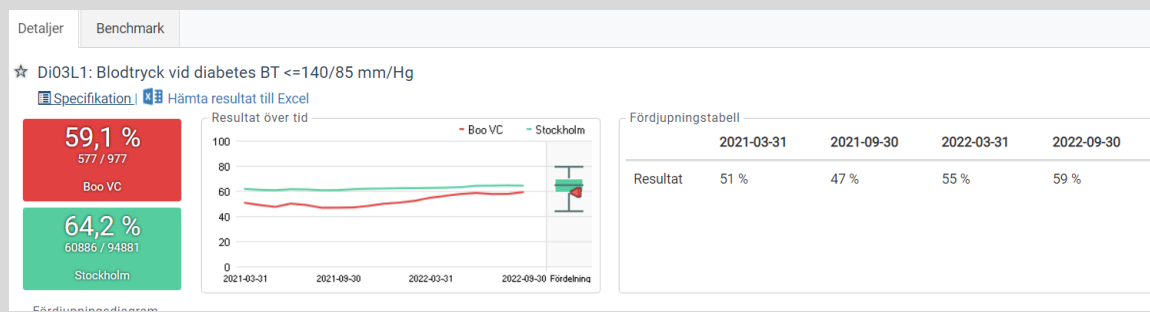 Detaljer
Benchmark
Di03L1: Blodtryck vid diabetes BT <=140/85 mm/Hg
Specifikation | Hämta resultat till Excel
59,1 %
577 / 977
Boo VC
64,2 %
60886 / 94881
Stockholm
Resultat över tid
Boo VC
Stockholm
100
80
60
40
20
0
2021-03-31
2021-09-30
2022-03-31
2022-09-30
Fördelning
Fördjupningstabell
2021-03-31 2021-09-30 2022-03-31 2022-09-30
Resultat 51 % 47 % 55 % 59 %
Fördjupningsdiagram